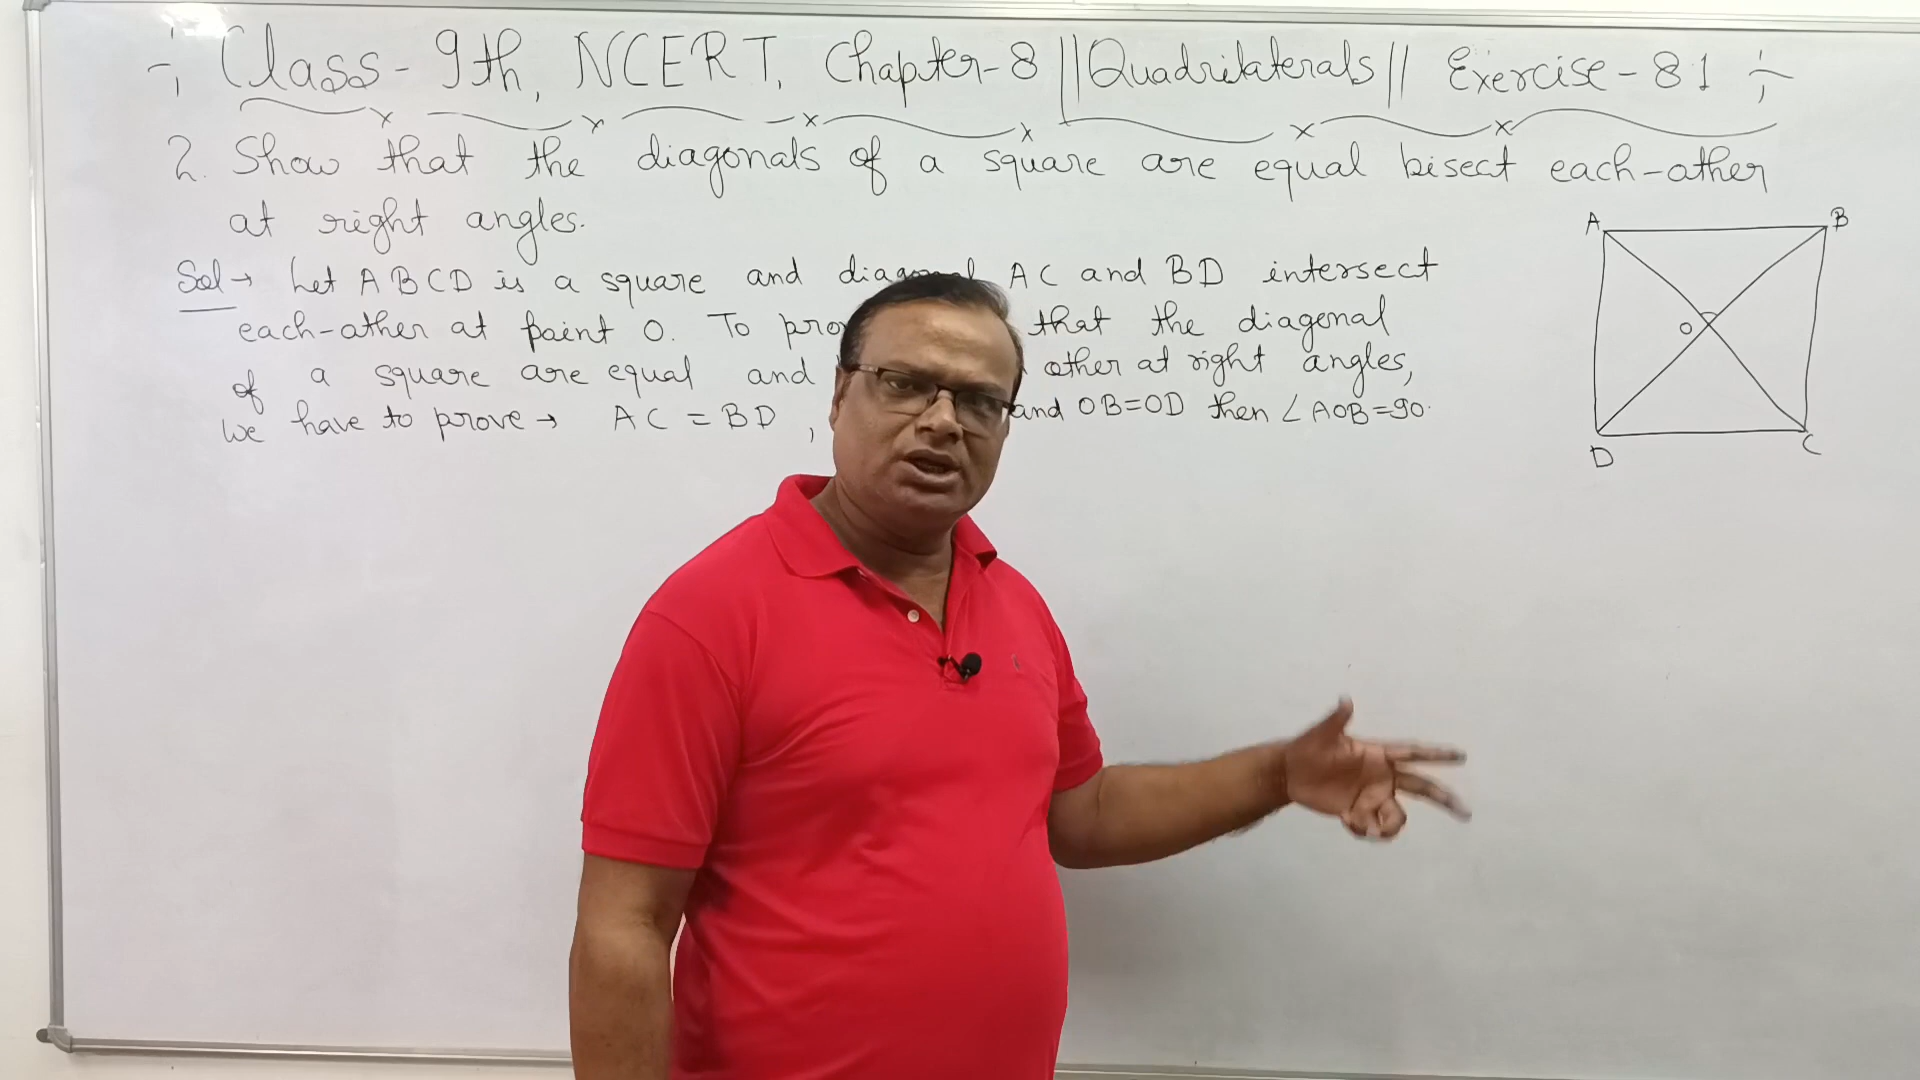 Class-9th, NCERT, Chapter-8 ||Quadrilaterals|| Exercise-8.1
2. Show that the diagonals of a square are equal bisect each-other
at right angles.
Sol → Let ABCD is a square and diagonal AC and BD intersect
each-other at point O. To that the diagonal
of a square are equal and other at right angles,
we have to prove → AC = BD , and OB=OD then ∠AOB=90.
A
B
O
D
C